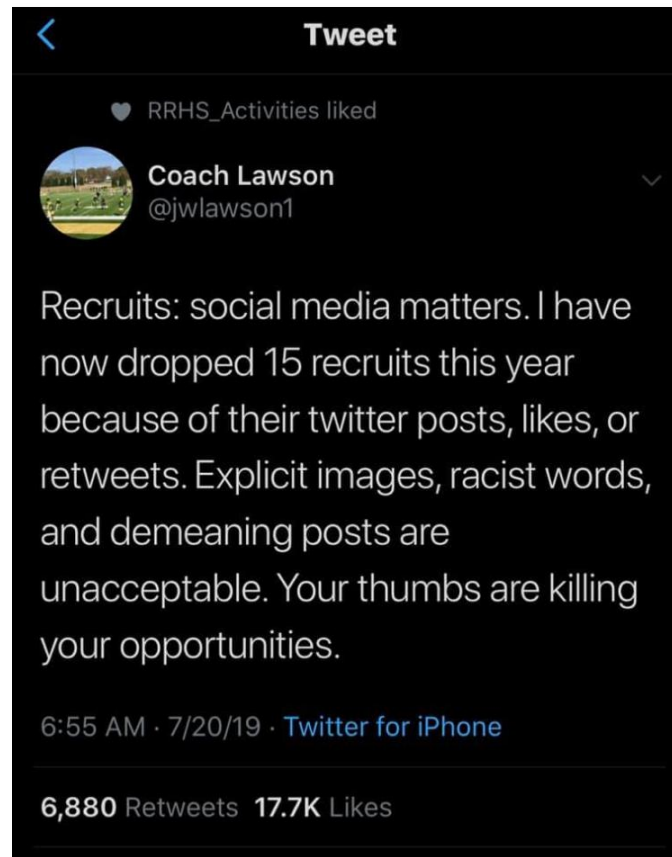 Tweet
RRHS_Activities liked
Coach Lawson
@jwlawson1
Recruits: social media matters. I have
now dropped 15 recruits this year
because of their twitter posts, likes, or
retweets. Explicit images, racist words,
and demeaning posts are
unacceptable. Your thumbs are killing
your opportunities.
6:55 AM · 7/20/19 · Twitter for iPhone
6,880 Retweets 17.7K Likes